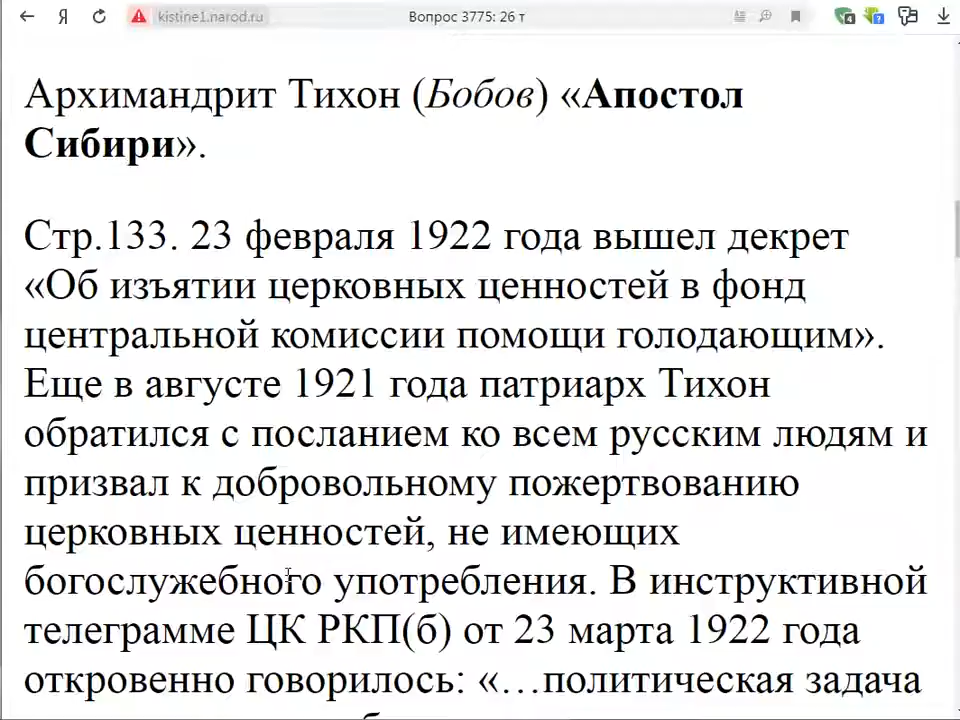 Я kistine1.narod.ru Вопрос 3775: 26 т
Архимандрит Тихон (Бобов) «Апостол
Сибири».
Стр.133. 23 февраля 1922 года вышел декрет
«Об изъятии церковных ценностей в фонд
центральной комиссии помощи голодающим».
Еще в августе 1921 года патриарх Тихон
обратился с посланием ко всем русским людям и
призвал к добровольному пожертвованию
церковных ценностей, не имеющих
богослужебного употребления. В инструктивной
телеграмме ЦК РКП(б) от 23 марта 1922 года
откровенно говорилось: «…политическая задача